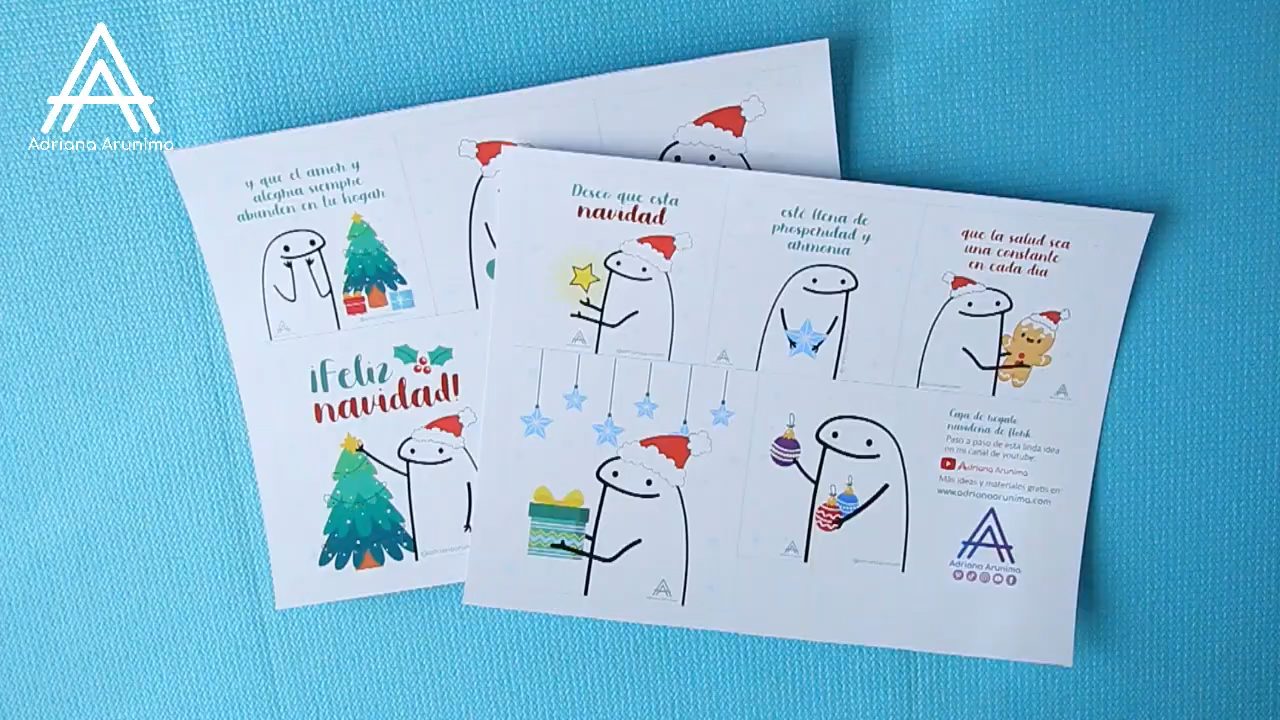 Adriana Arunima
y que el amor y
alegria siempre
abunden en tu hogar
¡Feliz
navidad!
Deseo que esta
navidad
esté llena de
prosperidad y
armonía
que la salud sea
una constante
en cada día
Caja de regalo
navideña de flork
Paso a paso de esta linda idea
en mi canal de youtube:
Adriana Arunima
Más ideas y materiales gratis en:
www.adrianaarunima.com
Adriana Arunima